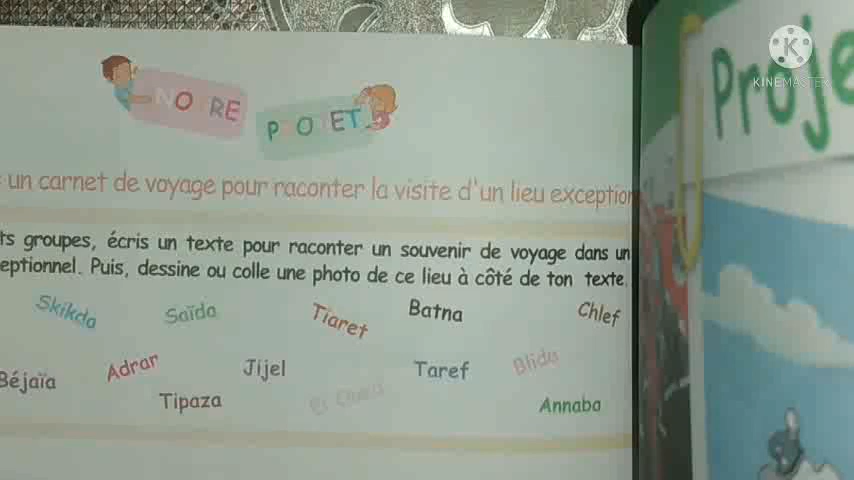 NOTRE
PROJET
un carnet de voyage pour raconter la visite d'un lieu exception
ts groupes, écris un texte pour raconter un souvenir de voyage dans un
eptionnel. Puis, dessine ou colle une photo de ce lieu à côté de ton texte.
Skikda Saïda Tiaret Batna Chlef
Béjaïa Adrar Jijel Taref Blida
Tipaza Annaba
Proje
KINEMASTER